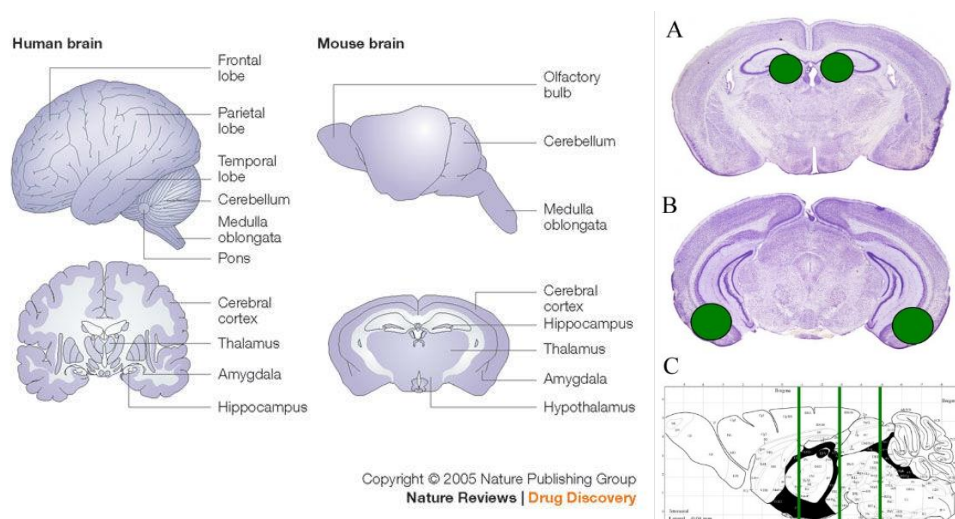 Human brain
Frontal
lobe
Parietal
lobe
Temporal
lobe
Cerebellum
Medulla
oblongata
Pons
Cerebral
cortex
Thalamus
Amygdala
Hippocampus
Mouse brain
Olfactory
bulb
Cerebellum
Medulla
oblongata
Cerebral
cortex
Hippocampus
Thalamus
Amygdala
Hypothalamus
Copyright © 2005 Nature Publishing Group
Nature Reviews | Drug Discovery
A
B
C